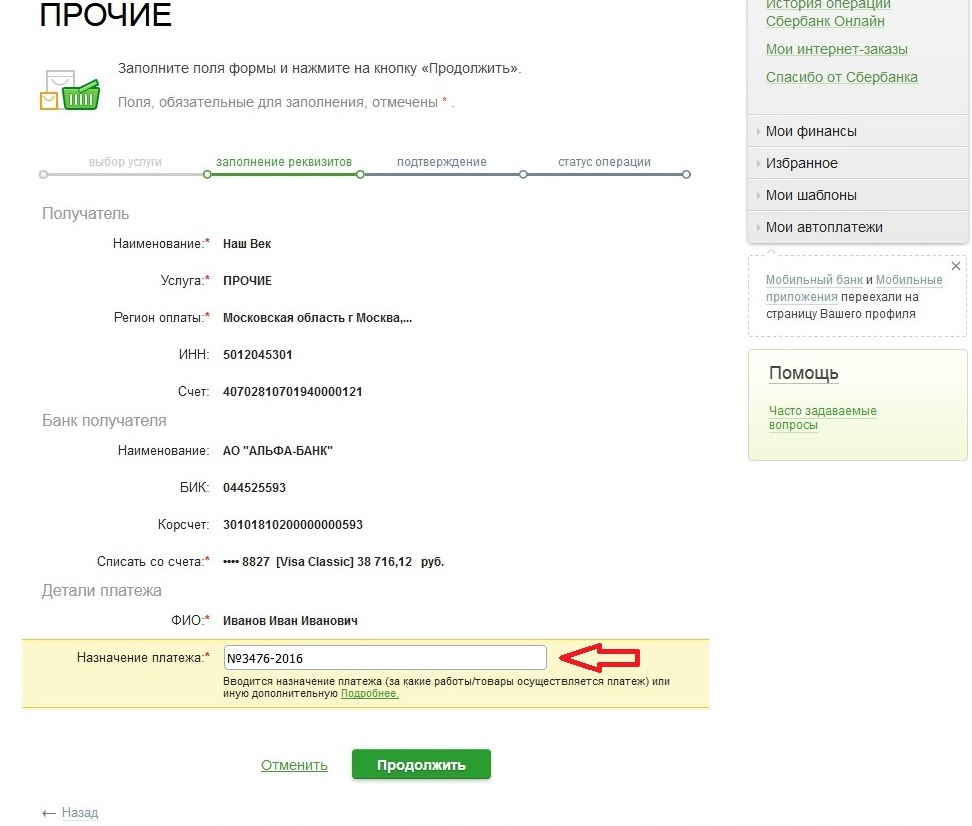 ПРОЧИЕ
Заполните поля формы и нажмите на кнопку «Продолжить».
Поля, обязательные для заполнения, отмечены * .
выбор услуги
заполнение реквизитов
подтверждение
статус операции
Получатель
Наименование:* Наш Век
Услуга:* ПРОЧИЕ
Регион оплаты:* Московская область г Москва,...
ИНН: 5012045301
Счет: 40702810701940000121
Банк получателя
Наименование: АО "АЛЬФА-БАНК"
БИК: 044525593
Корсчет: 30101810200000000593
Списать со счета:* •••• 8827 [Visa Classic] 38 716,12 руб.
Детали платежа
ФИО:* Иванов Иван Иванович
Назначение платежа:* №3476-2016
Вводится назначение платежа (за какие работы/товары осуществляется платеж) или
иную дополнительную Подробнее.
Отменить
Продолжить
← Назад
История операций
Сбербанк Онлайн
Мои интернет-заказы
Спасибо от Сбербанка
Мои финансы
Избранное
Мои шаблоны
Мои автоплатежи
Мобильный банк и Мобильные
приложения переехали на
страницу Вашего профиля
Помощь
Часто задаваемые
вопросы